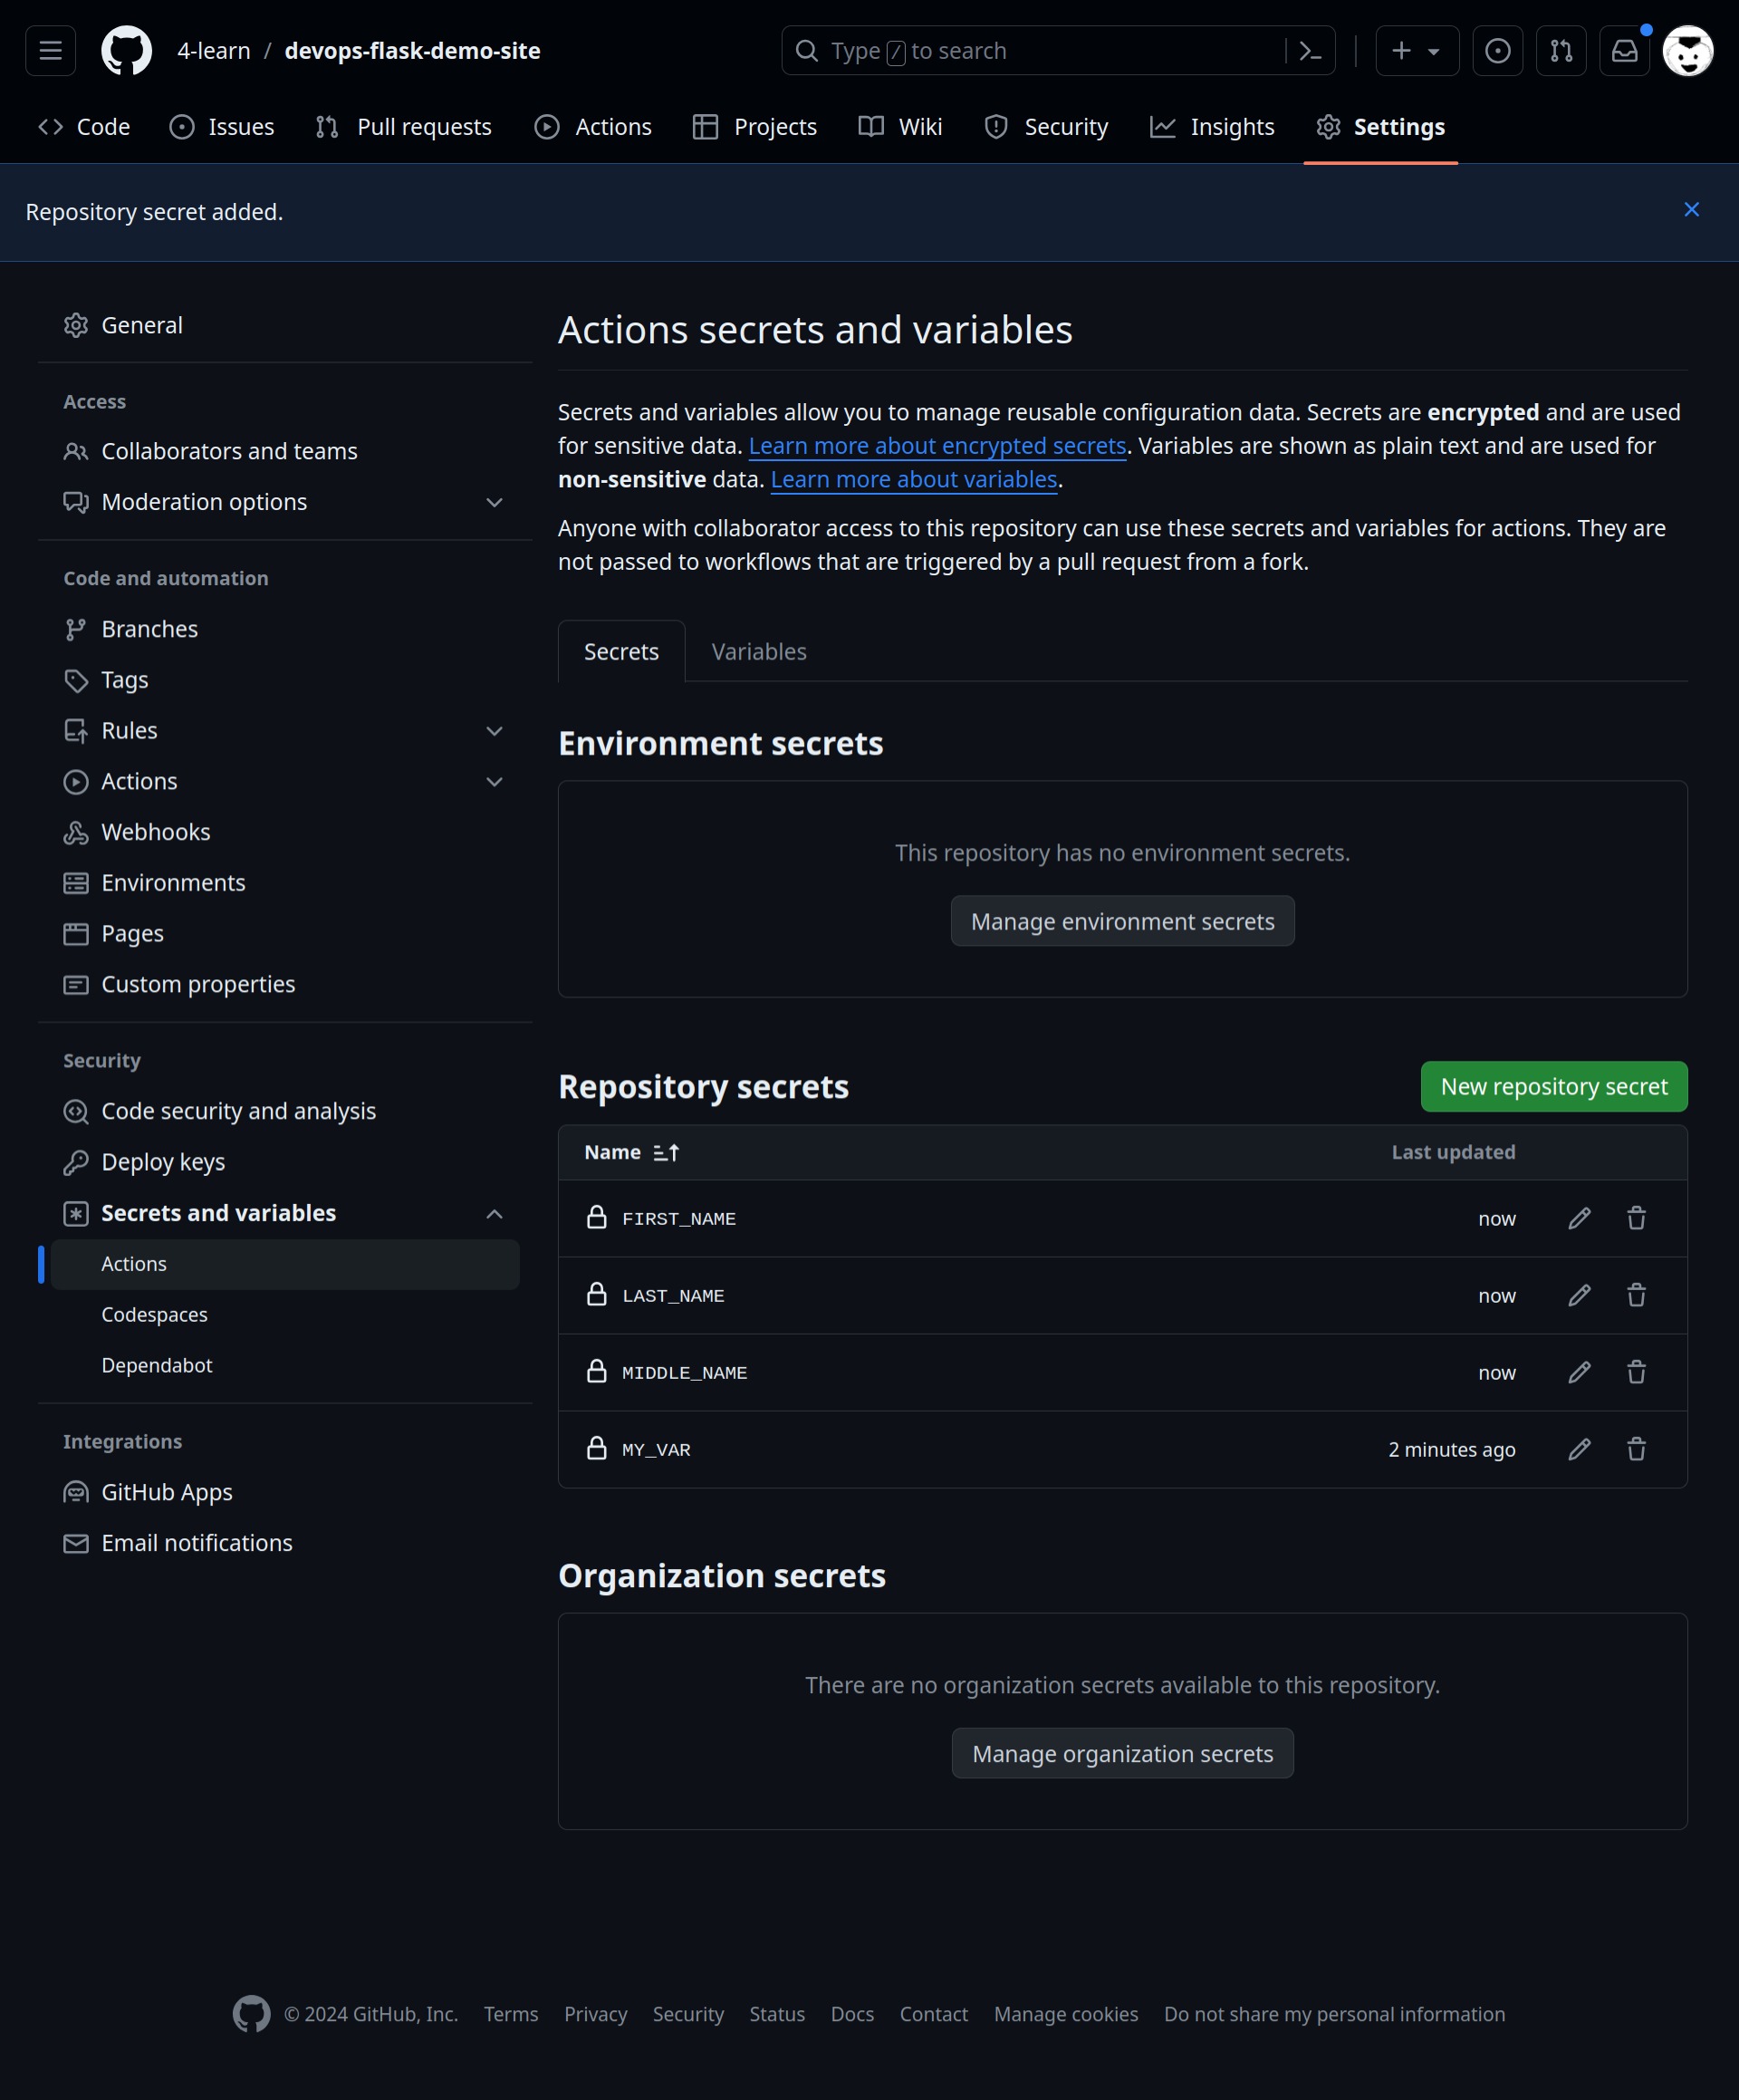 4-learn / devops-flask-demo-site
Type / to search
Code Issues Pull requests Actions Projects Wiki Security Insights Settings
Repository secret added.
General
Access
Collaborators and teams
Moderation options
Code and automation
Branches
Tags
Rules
Actions
Webhooks
Environments
Pages
Custom properties
Security
Code security and analysis
Deploy keys
Secrets and variables
Actions
Codespaces
Dependabot
Integrations
GitHub Apps
Email notifications
Actions secrets and variables
Secrets and variables allow you to manage reusable configuration data. Secrets are encrypted and are used
for sensitive data. Learn more about encrypted secrets. Variables are shown as plain text and are used for
non-sensitive data. Learn more about variables.
Anyone with collaborator access to this repository can use these secrets and variables for actions. They are
not passed to workflows that are triggered by a pull request from a fork.
Secrets Variables
Environment secrets
This repository has no environment secrets.
Manage environment secrets
Repository secrets New repository secret
Name Last updated
FIRST_NAME now
LAST_NAME now
MIDDLE_NAME now
MY_VAR 2 minutes ago
Organization secrets
There are no organization secrets available to this repository.
Manage organization secrets
© 2024 GitHub, Inc. Terms Privacy Security Status Docs Contact Manage cookies Do not share my personal information